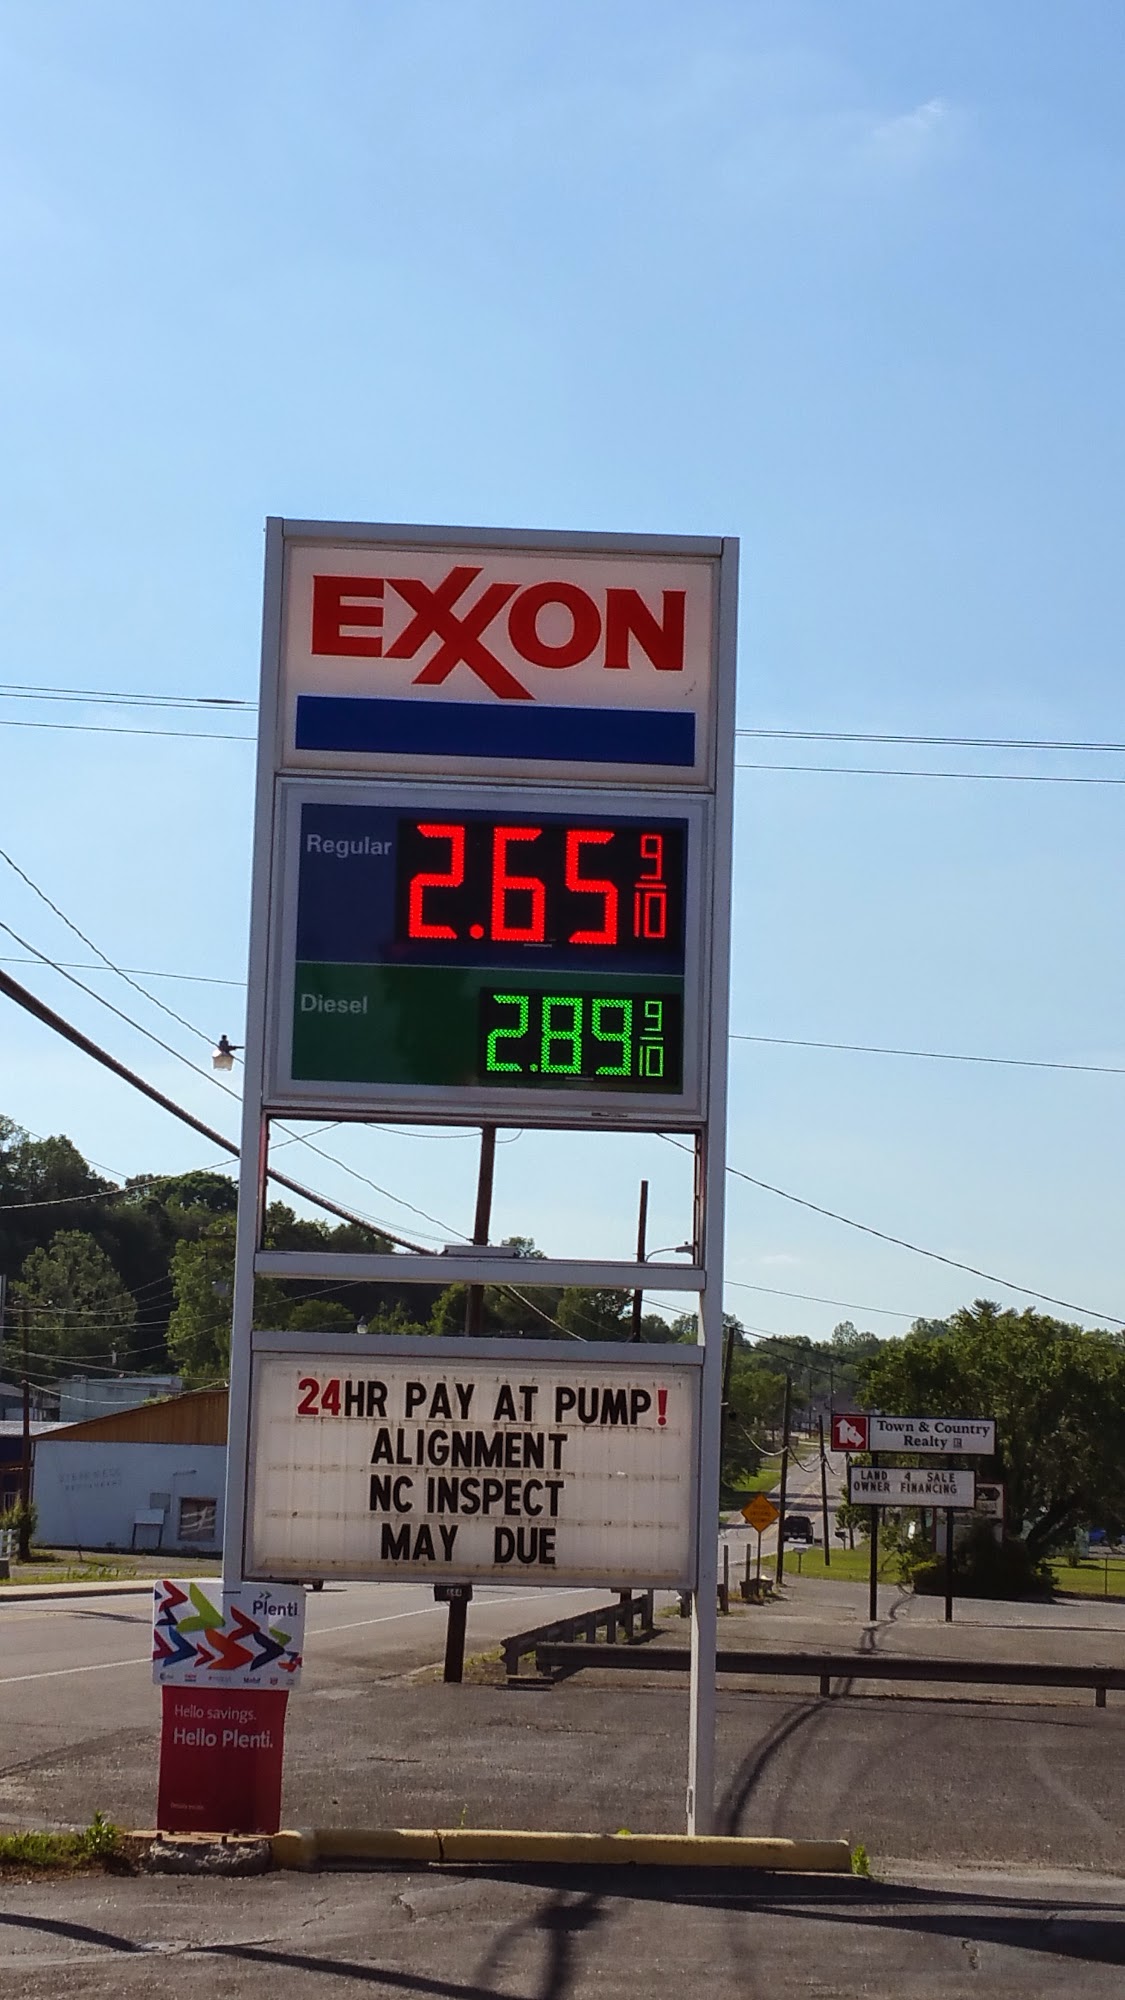 EXXON
Regular 2.65 9/10
Diesel 2.89 9/10
24HR PAY AT PUMP!
ALIGNMENT
NC INSPECT
MAY DUE
Town & Country
Realty
LAND 4 SALE
OWNER FINANCING
Plenti
Mobil
Hello savings.
Hello Plenti.